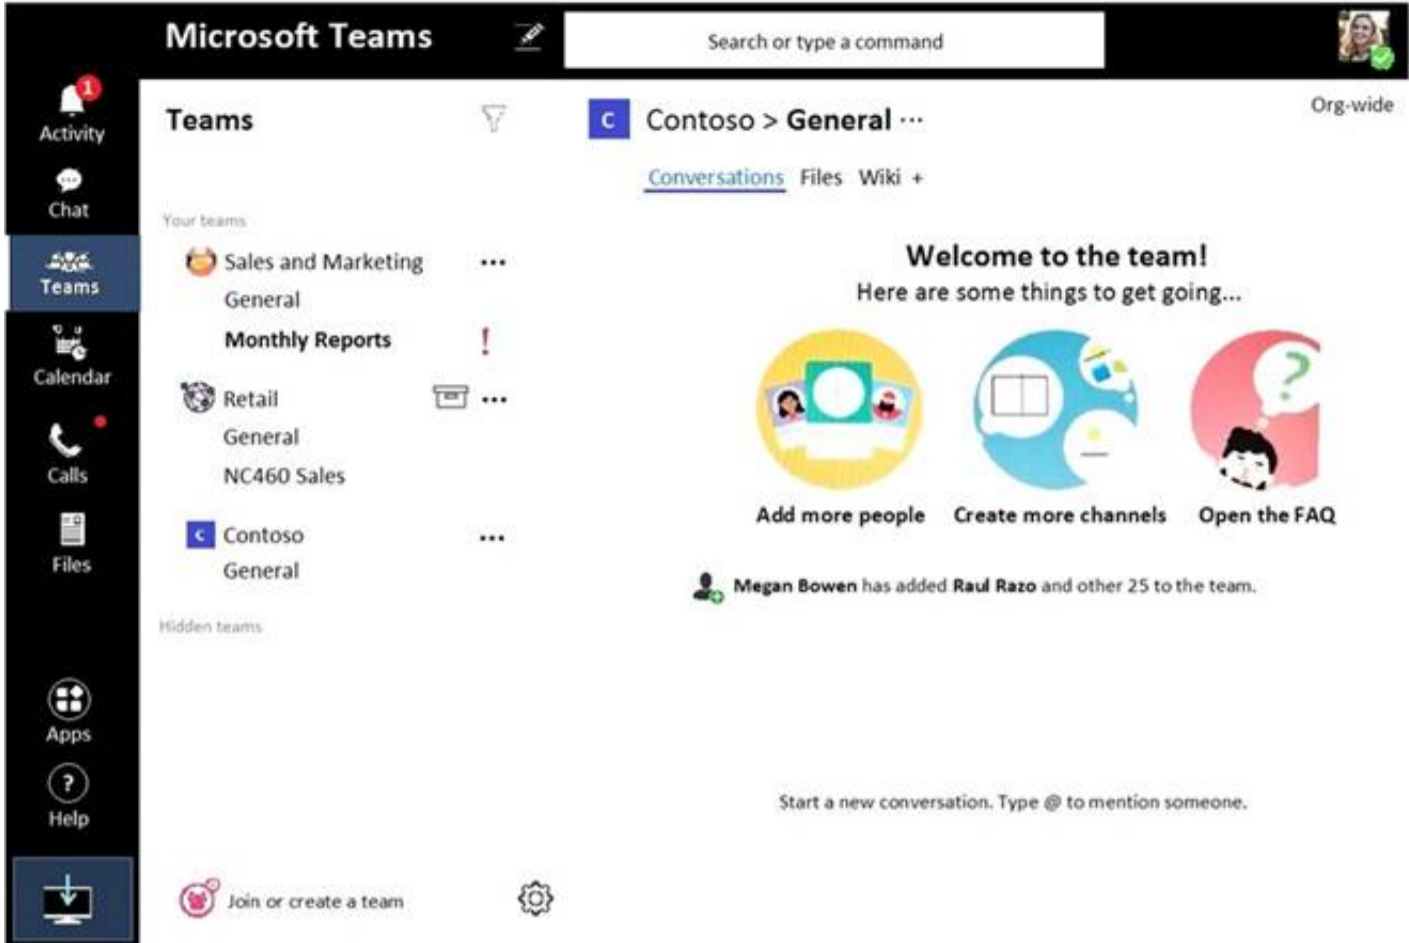 Microsoft Teams
Search or type a command
1
Activity
Chat
Teams
Calendar
Calls
Files
Apps
?
Help
Teams
Your teams
Sales and Marketing ...
General
Monthly Reports !
Retail ...
General
NC460 Sales
C Contoso ...
General
Hidden teams
Join or create a team
C Contoso > General ...
Org-wide
Conversations Files Wiki +
Welcome to the team!
Here are some things to get going...
?
Add more people
Create more channels
Open the FAQ
Megan Bowen has added Raul Razo and other 25 to the team.
Start a new conversation. Type @ to mention someone.